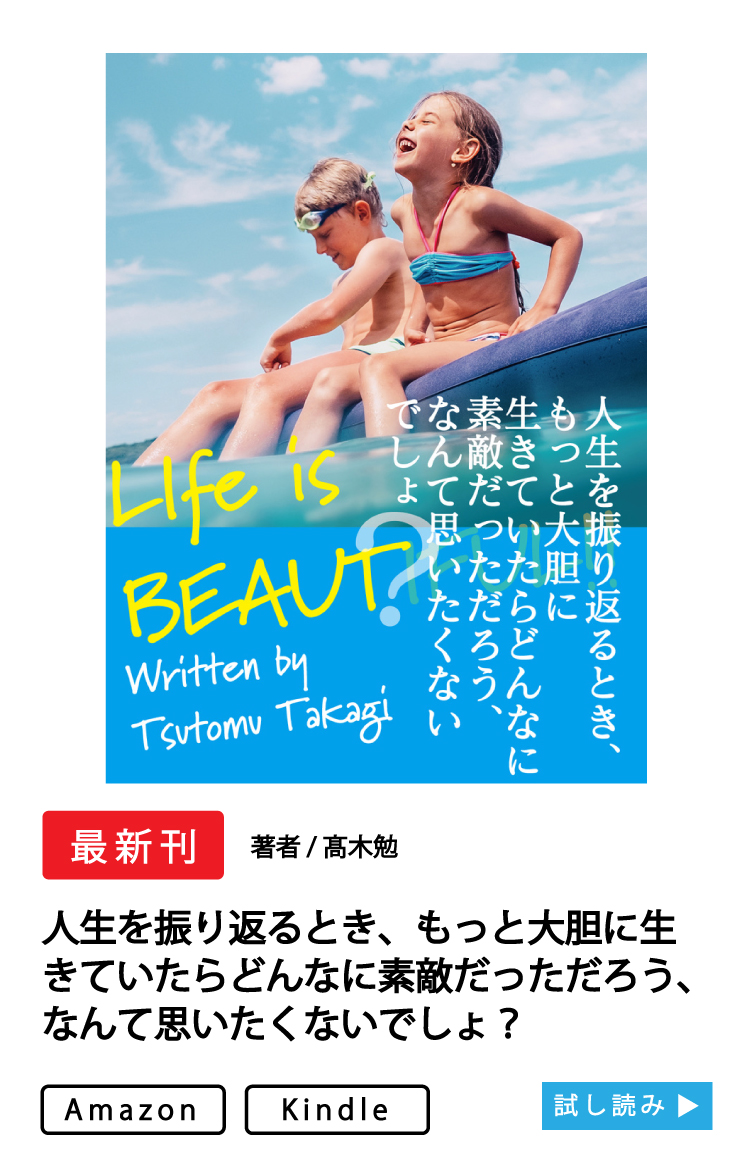 人生を振り返るとき、
もっと大胆に
生きていたらどんなに
素敵だっただろう、
なんて思いたくない
でしょ
?
LIfe is
BEAUT
IFUL!!
Written by
Tsutomu Takagi
最新刊
著者 / 髙木勉
人生を振り返るとき、もっと大胆に生
きていたらどんなに素敵だっただろう、
なんて思いたくないでしょ？
Amazon
Kindle
試し読み ▶